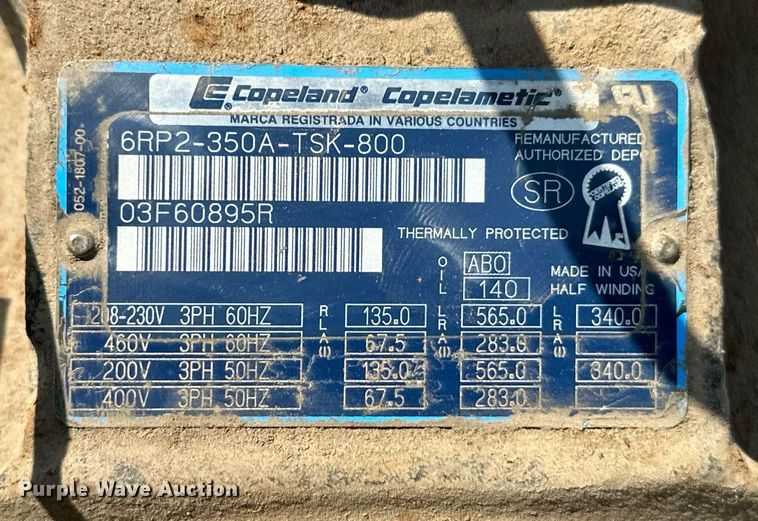 Copeland® Copelametic®
MARCA REGISTRADA IN VARIOUS COUNTRIES
052-1807-00
6RP2-350A-TSK-800
REMANUFACTURED
AUTHORIZED DEPOT
SR
03F60895R
THERMALLY PROTECTED
OIL
ABO
140
MADE IN USA
HALF WINDING
208-230V 3PH 60HZ RLA(I) 135.0 LRA(I) 565.0 LRA(I) 340.0
460V 3PH 60HZ 67.5 283.0
200V 3PH 50HZ 135.0 565.0 340.0
400V 3PH 50HZ 67.5 283.0
Purple Wave Auction